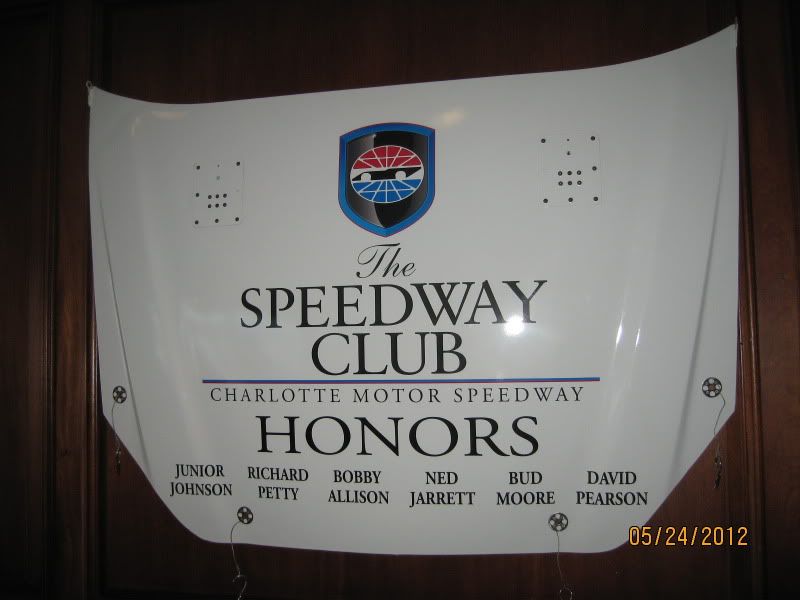 The
SPEEDWAY
CLUB
CHARLOTTE MOTOR SPEEDWAY
HONORS
JUNIOR JOHNSON
RICHARD PETTY
BOBBY ALLISON
NED JARRETT
BUD MOORE
DAVID PEARSON
05/24/2012